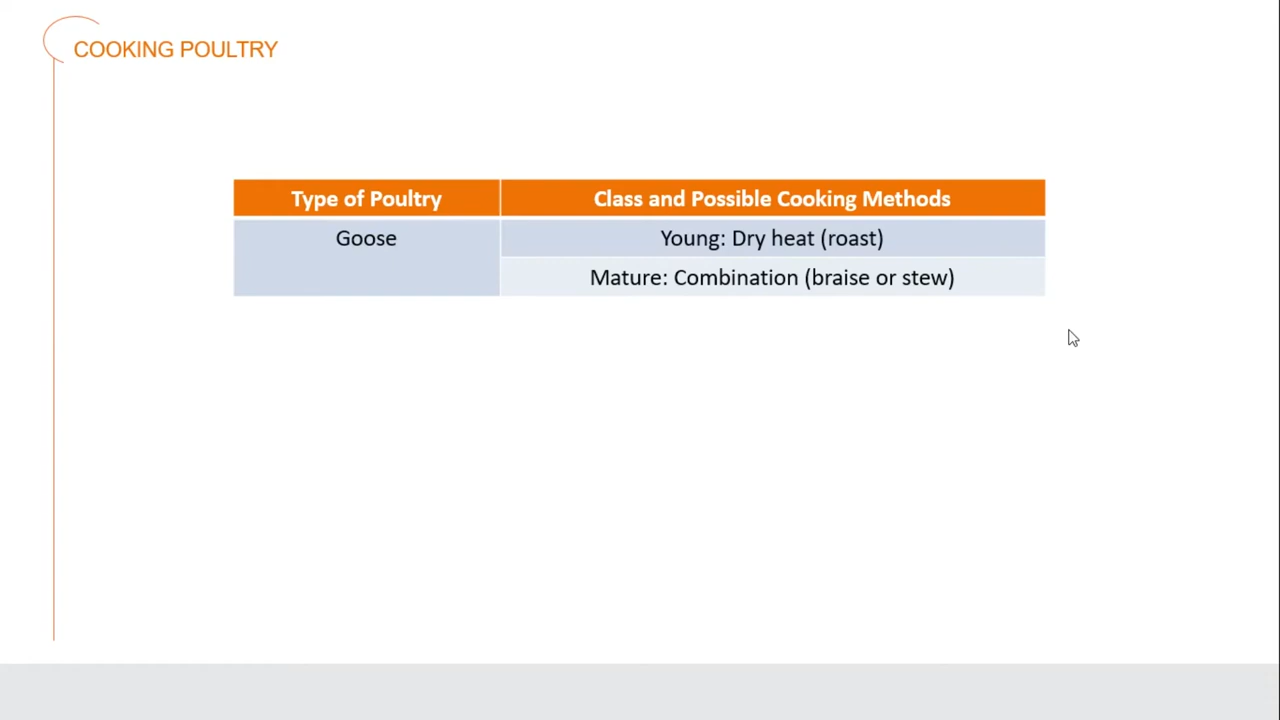 COOKING POULTRY
Type of Poultry
Class and Possible Cooking Methods
Goose
Young: Dry heat (roast)
Mature: Combination (braise or stew)